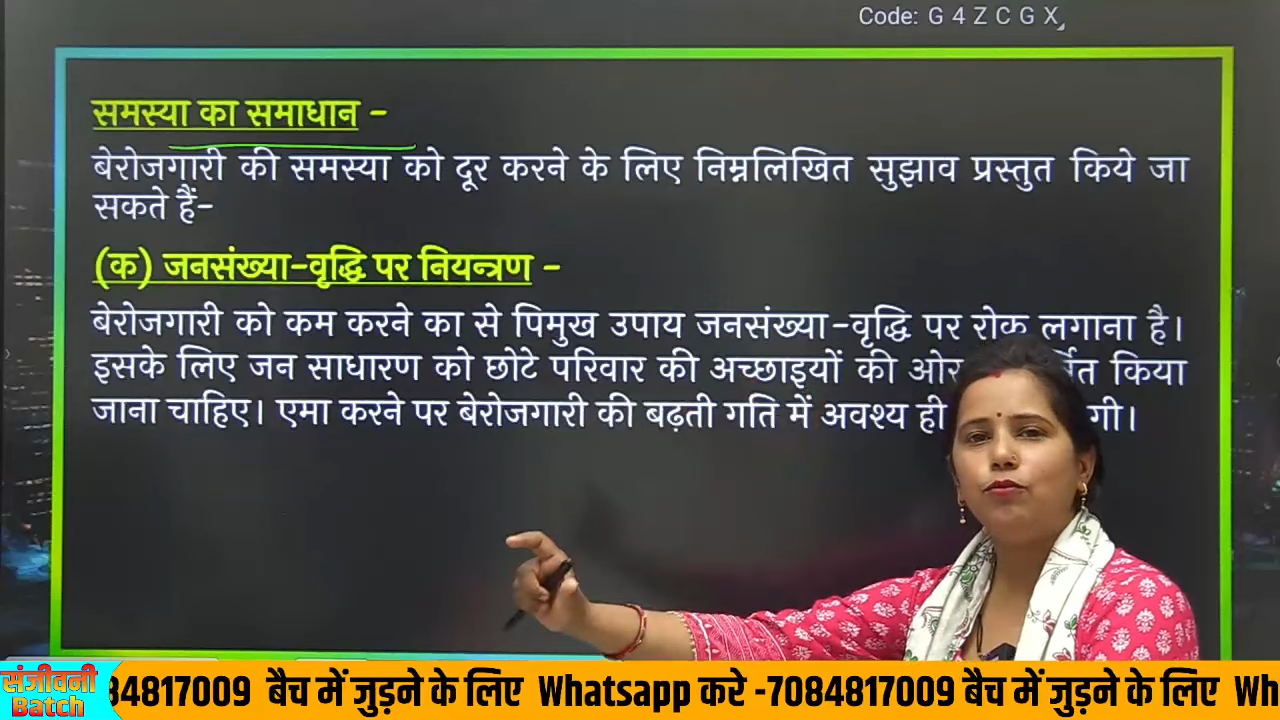 Code: G 4 Z C G X
समस्या का समाधान -
बेरोजगारी की समस्या को दूर करने के लिए निम्नलिखित सुझाव प्रस्तुत किये जा
सकते हैं-
(क) जनसंख्या-वृद्धि पर नियन्त्रण -
बेरोजगारी को कम करने का से पिमुख उपाय जनसंख्या-वृद्धि पर रोक लगाना है।
इसके लिए जन साधारण को छोटे परिवार की अच्छाइयों की ओर किया
जाना चाहिए। एमा करने पर बेरोजगारी की बढ़ती गति में अवश्य ही
संजीवनी
Batch
84817009 बैच में जुड़ने के लिए Whatsapp करे -7084817009 बैच में जुड़ने के लिए Wh